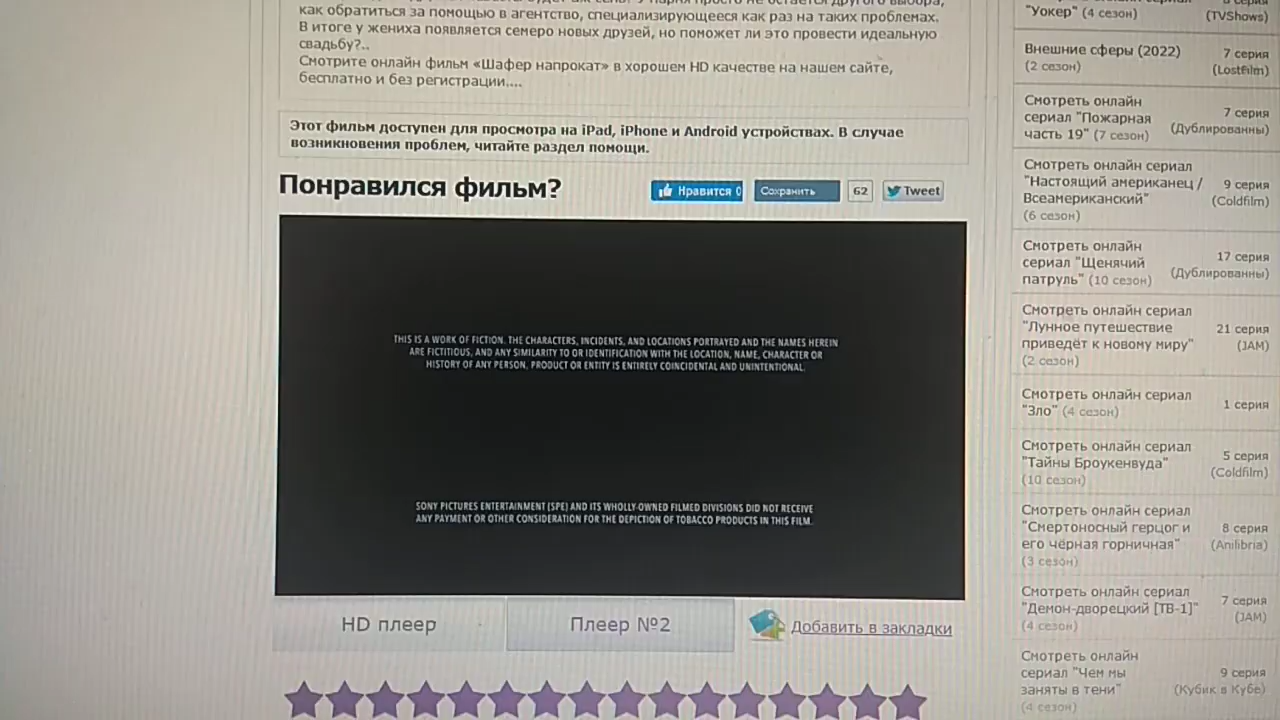 как обратиться за помощью в агентство, специализирующееся как раз на таких проблемах.
В итоге у жениха появляется семеро новых друзей, но поможет ли это провести идеальную
свадьбу?..
Смотрите онлайн фильм «Шафер напрокат» в хорошем HD качестве на нашем сайте,
бесплатно и без регистрации....
Этот фильм доступен для просмотра на iPad, iPhone и Android устройствах. В случае
возникновения проблем, читайте раздел помощи.
Понравился фильм?
Нравится 0
Сохранить
62
Tweet
THIS IS A WORK OF FICTION. THE CHARACTERS, INCIDENTS, AND LOCATIONS PORTRAYED AND THE NAMES HEREIN
ARE FICTITIOUS, AND ANY SIMILARITY TO OR IDENTIFICATION WITH THE LOCATION, NAME, CHARACTER OR
HISTORY OF ANY PERSON, PRODUCT OR ENTITY IS ENTIRELY COINCIDENTAL AND UNINTENTIONAL.
SONY PICTURES ENTERTAINMENT (SPE) AND ITS WHOLLY-OWNED FILMED DIVISIONS DID NOT RECEIVE
ANY PAYMENT OR OTHER CONSIDERATION FOR THE DEPICTION OF TOBACCO PRODUCTS IN THIS FILM.
HD плеер
Плеер №2
Добавить в закладки
"Уокер" (4 сезон)
(TVShows)
Внешние сферы (2022)
(2 сезон)
7 серия
(Lostfilm)
Смотреть онлайн
сериал "Пожарная
часть 19" (7 сезон)
7 серия
(Дублированны)
Смотреть онлайн сериал
"Настоящий американец /
Всеамериканский"
(6 сезон)
9 серия
(Coldfilm)
Смотреть онлайн
сериал "Щенячий
патруль" (10 сезон)
17 серия
(Дублированны)
Смотреть онлайн сериал
"Лунное путешествие
приведёт к новому миру"
(2 сезон)
21 серия
(JAM)
Смотреть онлайн сериал
"Зло" (4 сезон)
1 серия
Смотреть онлайн сериал
"Тайны Броукенвуда"
(10 сезон)
5 серия
(Coldfilm)
Смотреть онлайн сериал
"Смертоносный герцог и
его чёрная горничная"
(3 сезон)
8 серия
(Anilibria)
Смотреть онлайн сериал
"Демон-дворецкий [ТВ-1]"
(4 сезон)
7 серия
(JAM)
Смотреть онлайн
сериал "Чем мы
заняты в тени"
(4 сезон)
9 серия
(Кубик в Кубе)